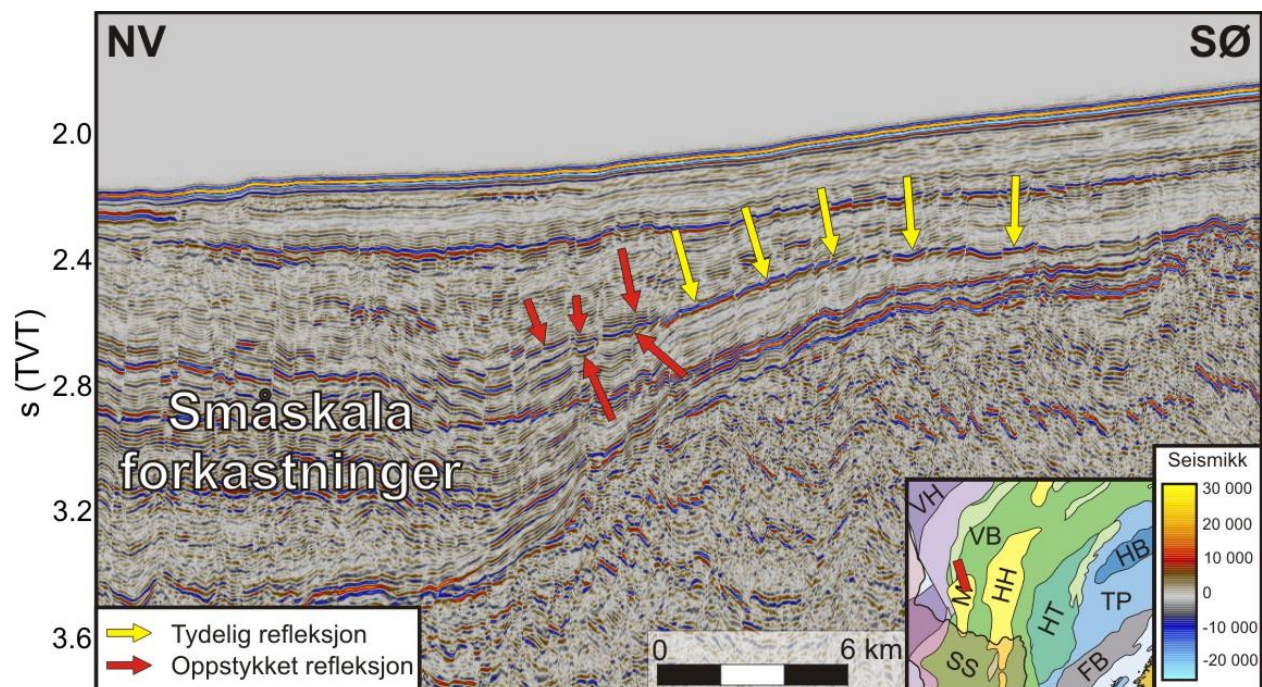 NV
SØ
2.0
2.4
2.8
3.2
3.6
s (TVT)
Småskala
forkastninger
Tydelig refleksjon
Oppstykket refleksjon
0
6 km
VH
VB
HH
HT
HB
TP
SS
FB
Seismikk
30 000
20 000
10 000
0
-10 000
-20 000